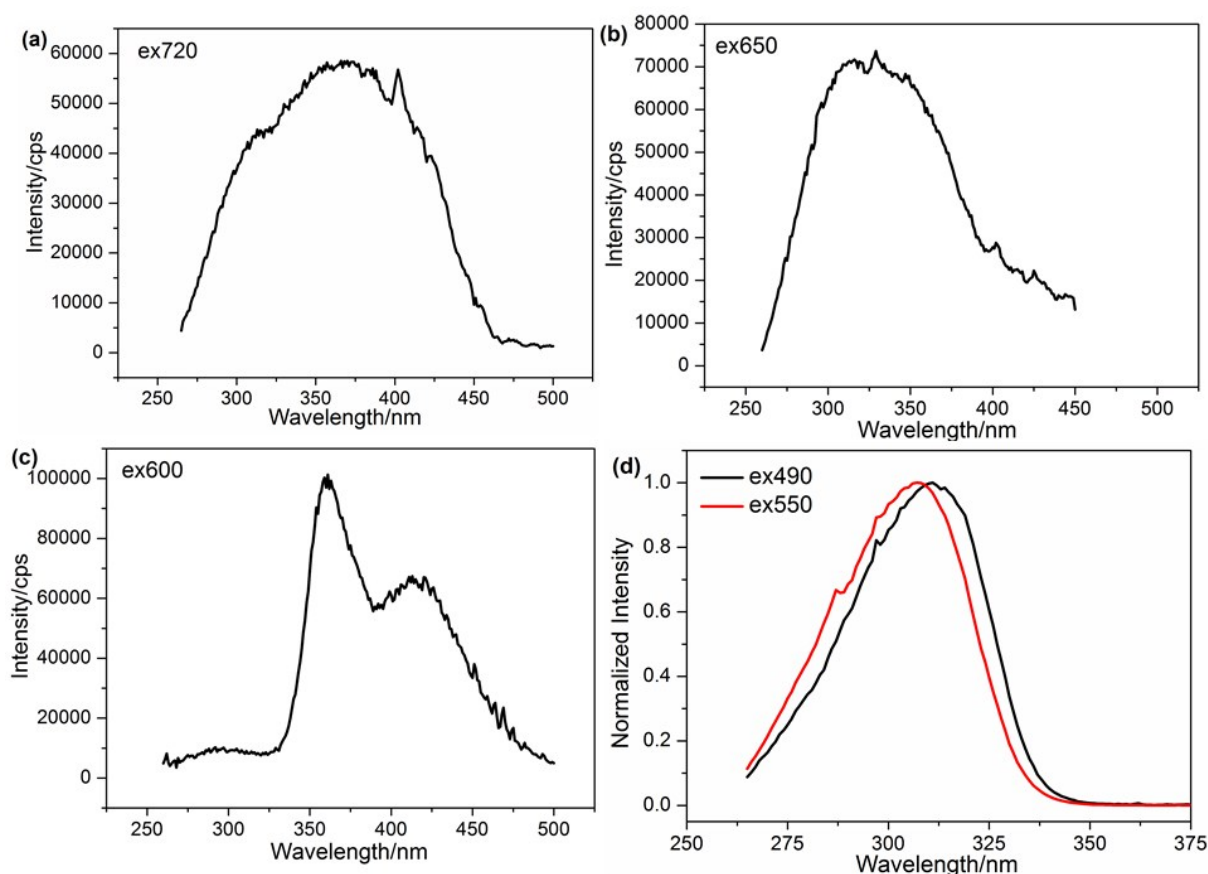 (a)
ex720
60000
50000
40000
30000
20000
10000
0
Intensity/cps
250 300 350 400 450 500
Wavelength/nm
(b)
ex650
80000
70000
60000
50000
40000
30000
20000
10000
0
Intensity/cps
250 300 350 400 450 500
Wavelength/nm
(c)
ex600
100000
80000
60000
40000
20000
0
Intensity/cps
250 300 350 400 450 500
Wavelength/nm
(d)
ex490
ex550
1.0
0.8
0.6
0.4
0.2
0.0
Normalized Intensity
250 275 300 325 350 375
Wavelength/nm